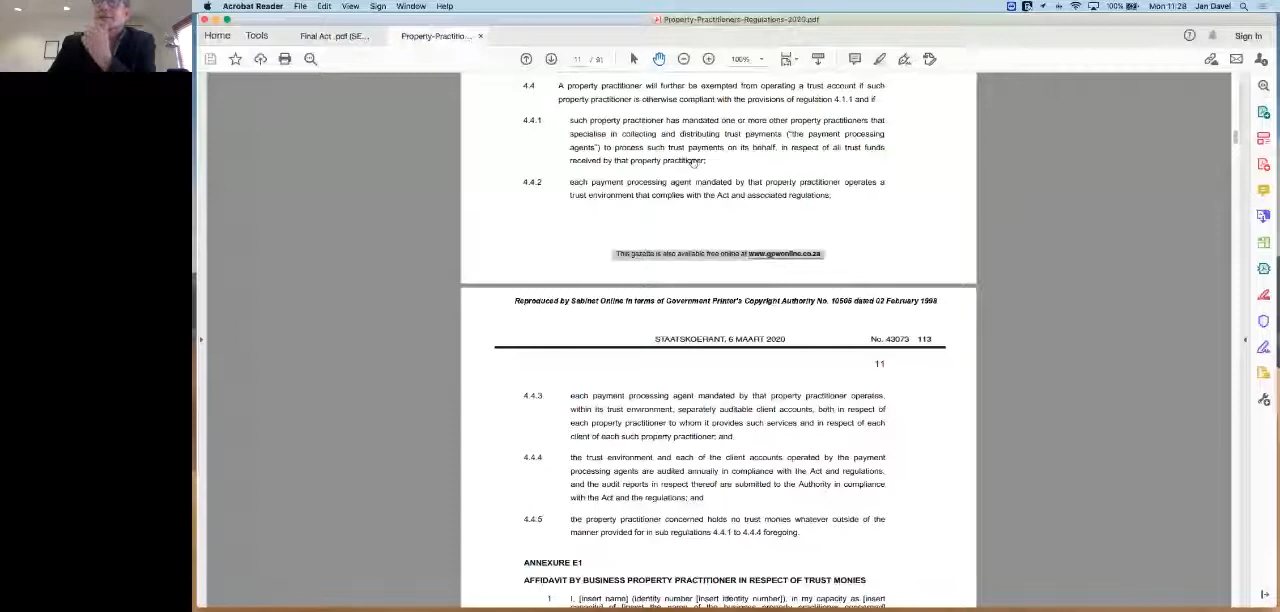 Acrobat Reader File Edit View Sign Window Help
100% Mon 11:28 Jan Davel
Property-Practitioners-Regulations-2020.pdf
Home Tools Final Act .pdf (SE... Property-Practitio... × Sign In
11 / 91 100%
4.4 A property practitioner will further be exempted from operating a trust account if such
property practitioner is otherwise compliant with the provisions of regulation 4.1.1 and if
4.4.1 such property practitioner has mandated one or more other property practitioners that
specialise in collecting and distributing trust payments ("the payment processing
agents") to process such trust payments on its behalf, in respect of all trust funds
received by that property practitioner;
4.4.2 each payment processing agent mandated by that property practitioner operates a
trust environment that complies with the Act and associated regulations;
This gazette is also available free online at www.gpwonline.co.za
Reproduced by Sabinet Online in terms of Government Printer's Copyright Authority No. 10505 dated 02 February 1998
STAATSKOERANT, 6 MAART 2020 No. 43073 113
11
4.4.3 each payment processing agent mandated by that property practitioner operates,
within its trust environment, separately auditable client accounts, both in respect of
each property practitioner to whom it provides such services and in respect of each
client of each such property practitioner; and
4.4.4 the trust environment and each of the client accounts operated by the payment
processing agents are audited annually in compliance with the Act and regulations,
and the audit reports in respect thereof are submitted to the Authority in compliance
with the Act and the regulations; and
4.4.5 the property practitioner concerned holds no trust monies whatever outside of the
manner provided for in sub regulations 4.4.1 to 4.4.4 foregoing.
ANNEXURE E1
AFFIDAVIT BY BUSINESS PROPERTY PRACTITIONER IN RESPECT OF TRUST MONIES
1 I, [insert name] (identity number [insert identity number]), in my capacity as [insert
capacity] of [insert the name of the business property practitioner concerned]